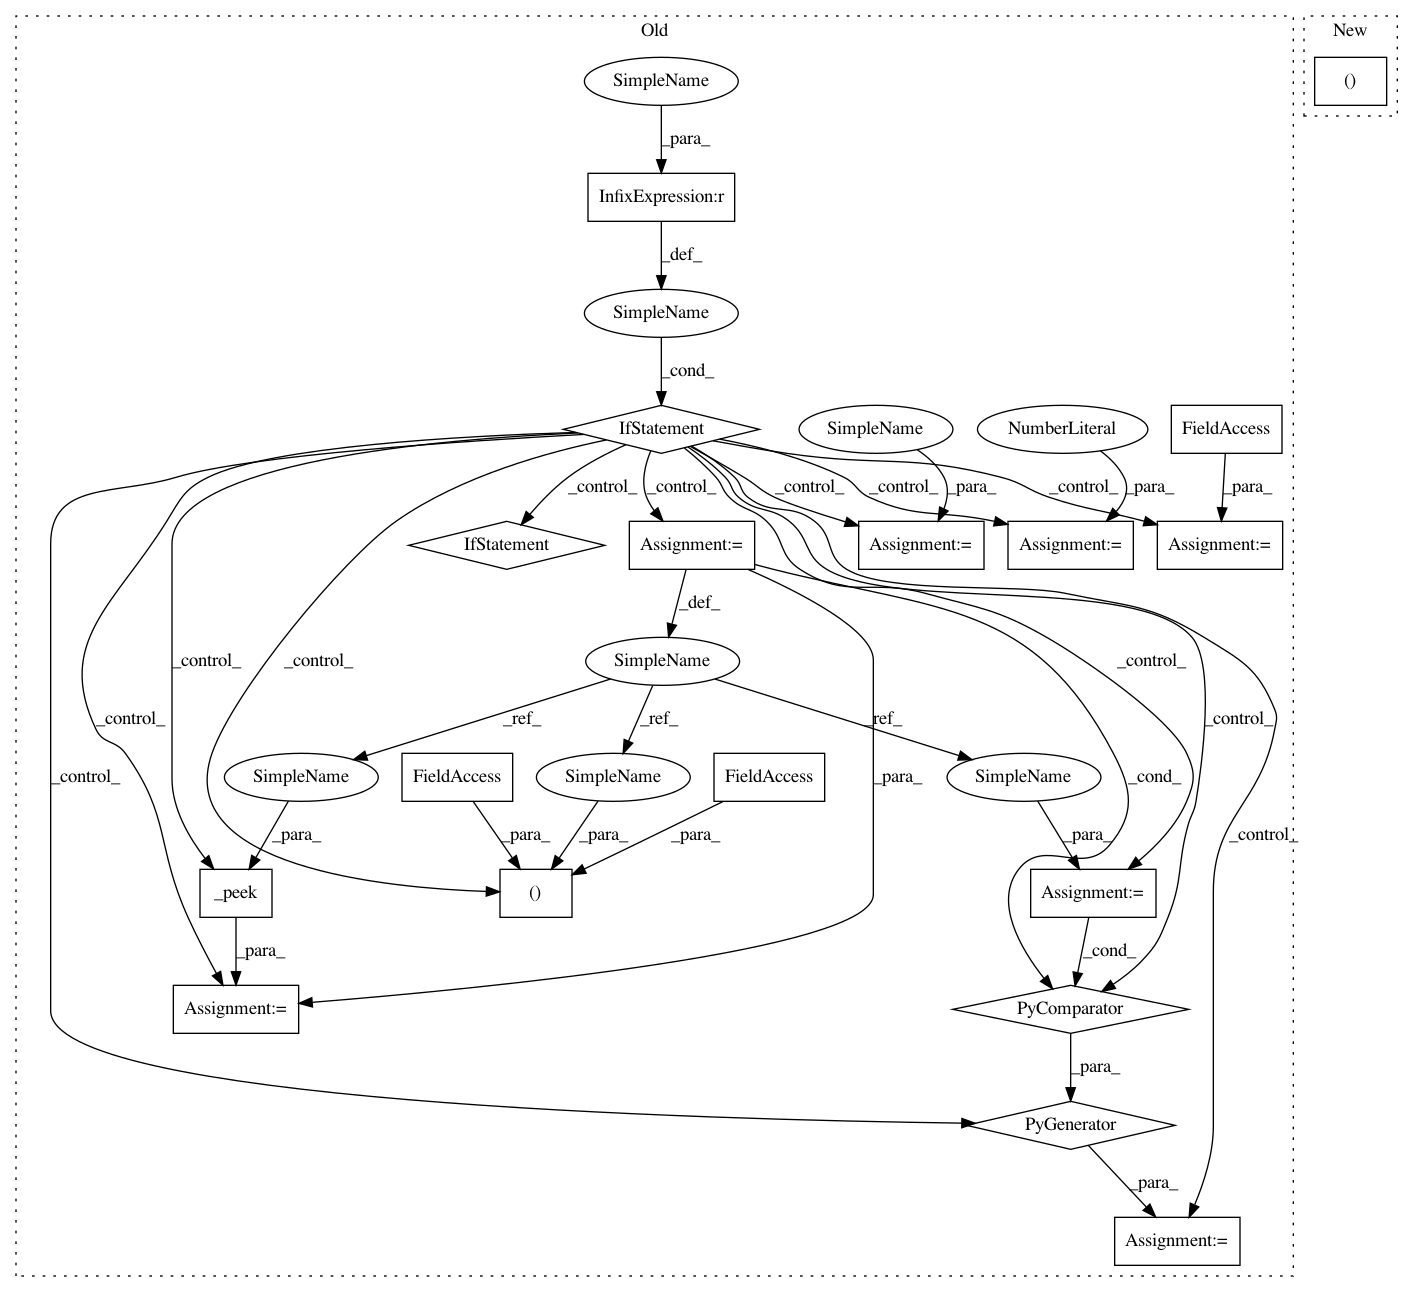 Old
New
SimpleName
()
_para_
InfixExpression:r
_def_
SimpleName
_cond_
IfStatement
SimpleName
NumberLiteral
FieldAccess
_control_
_control_
_control_
_para_
_control_
_para_
_control_
_para_
IfStatement
Assignment:=
Assignment:=
Assignment:=
Assignment:=
_def_
SimpleName
_control_
_control_
_control_
_control_
_ref_
_ref_
_ref_
_control_
_control_
SimpleName
FieldAccess
SimpleName
FieldAccess
SimpleName
_para_
_cond_
_para_
_para_
_para_
_para_
_para_
_control_
_peek
()
Assignment:=
_para_
_cond_
Assignment:=
PyComparator
_para_
PyGenerator
_para_
Assignment:=